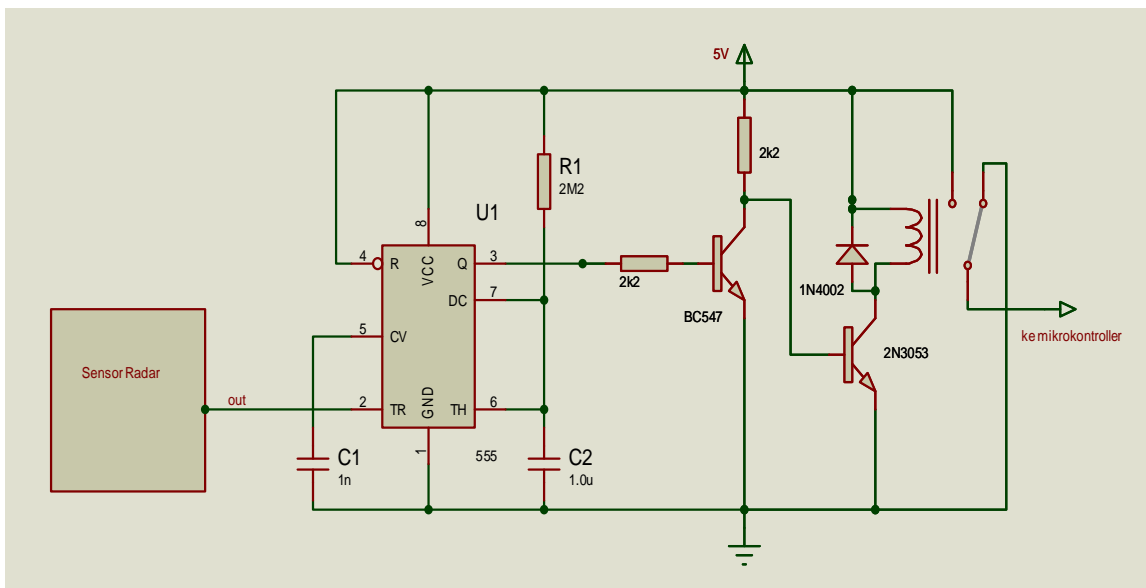 5V
2k2
R1
2M2
U1
8
4
R
VCC
Q
3
2k2
7
DC
1N4002
BC547
5
CV
ke mikrokontroller
2N3053
Sensor Radar
out
2
TR
GND
TH
6
1
555
C1
1n
C2
1.0u